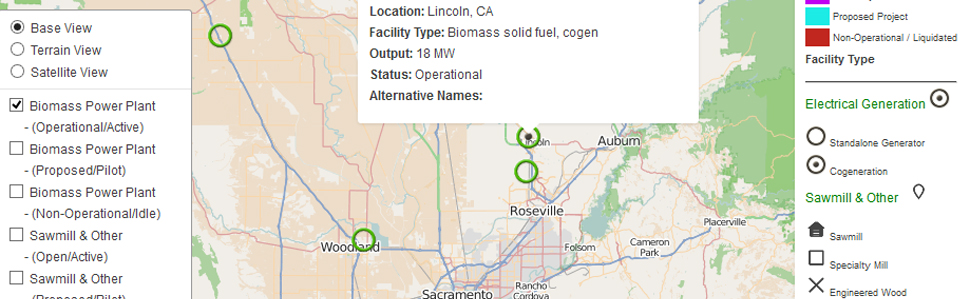 Base View
Terrain View
Satellite View
Biomass Power Plant
- (Operational/Active)
Biomass Power Plant
- (Proposed/Pilot)
Biomass Power Plant
- (Non-Operational/Idle)
Sawmill & Other
- (Open/Active)
Sawmill & Other
- (Proposed/Pilot)
Location: Lincoln, CA
Facility Type: Biomass solid fuel, cogen
Output: 18 MW
Status: Operational
Alternative Names:
Lincoln
Auburn
Roseville
Woodland
Placerville
Folsom
Cameron
Park
Rancho
Cordova
Sacramento
Proposed Project
Non-Operational / Liquidated
Facility Type
Electrical Generation
Standalone Generator
Cogeneration
Sawmill & Other
Sawmill
Specialty Mill
Engineered Wood